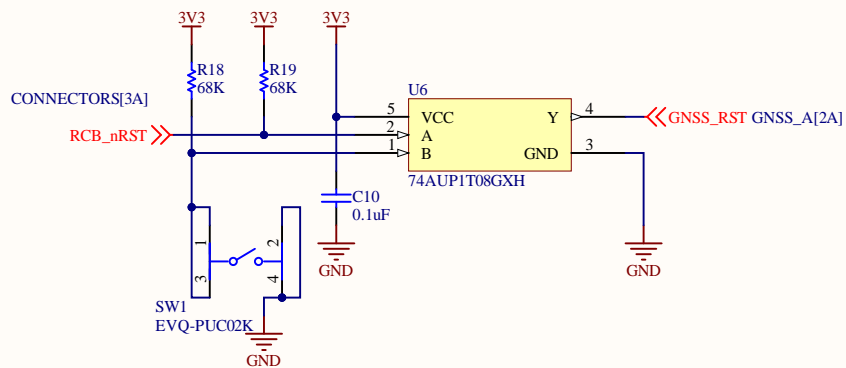 3V3
3V3
3V3
R18
68K
R19
68K
U6
CONNECTORS[3A]
5
VCC
Y
4
GNSS_RST
GNSS_A[2A]
RCB_nRST
2
A
1
B
GND
3
74AUP1T08GXH
C10
0.1uF
1
2
3
4
GND
GND
SW1
EVQ-PUC02K
GND